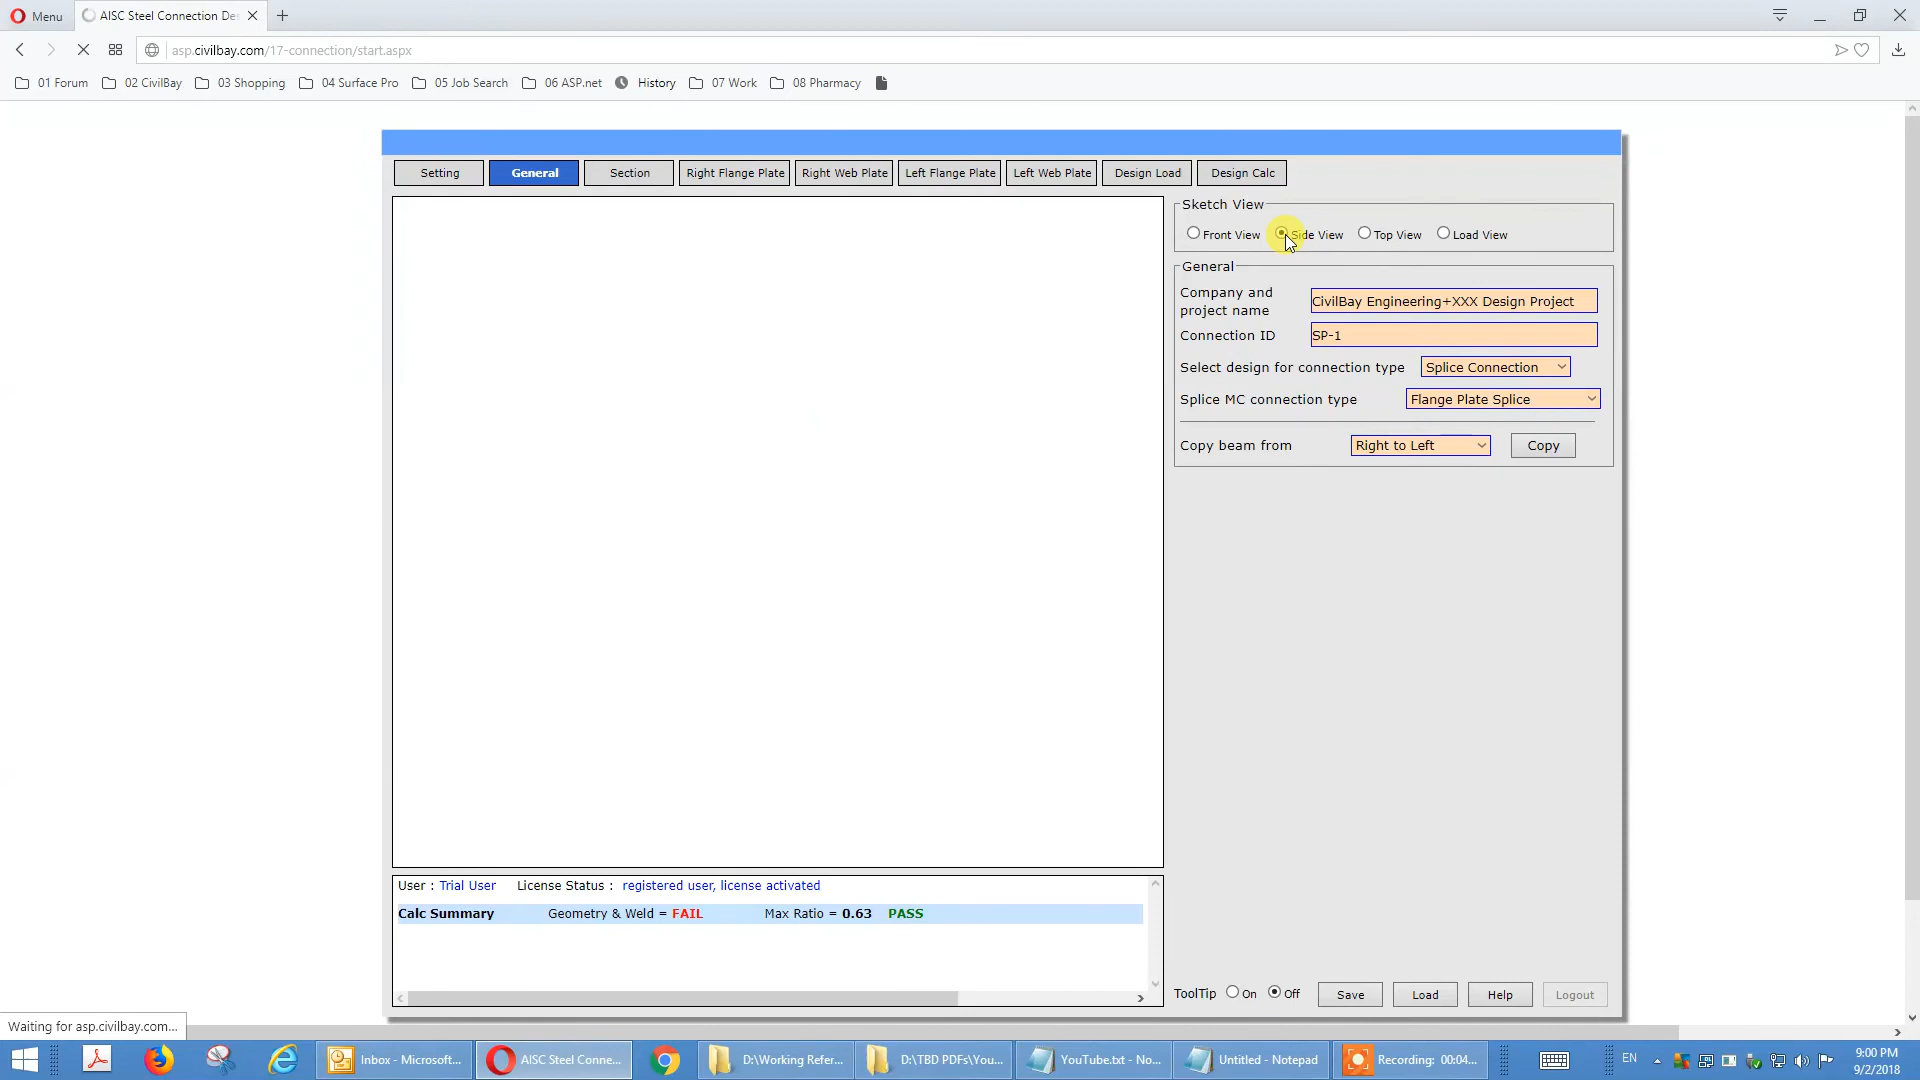 Menu
AISC Steel Connection De
asp.civilbay.com/17-connection/start.aspx
01 Forum 02 CivilBay 03 Shopping 04 Surface Pro 05 Job Search 06 ASP.net History 07 Work 08 Pharmacy
Setting General Section Right Flange Plate Right Web Plate Left Flange Plate Left Web Plate Design Load Design Calc
Sketch View
Front View Side View Top View Load View
General
Company and project name CivilBay Engineering+XXX Design Project
Connection ID SP-1
Select design for connection type Splice Connection
Splice MC connection type Flange Plate Splice
Copy beam from Right to Left Copy
User : Trial User License Status : registered user, license activated
Calc Summary Geometry & Weld = FAIL Max Ratio = 0.63 PASS
ToolTip On Off Save Load Help Logout
Waiting for asp.civilbay.com...
Inbox - Microsoft... AISC Steel Conne... D:\Working Refer... D:\TBD PDFs\You... YouTube.txt - No... Untitled - Notepad Recording: 00:04... EN 9:00 PM
9/2/2018